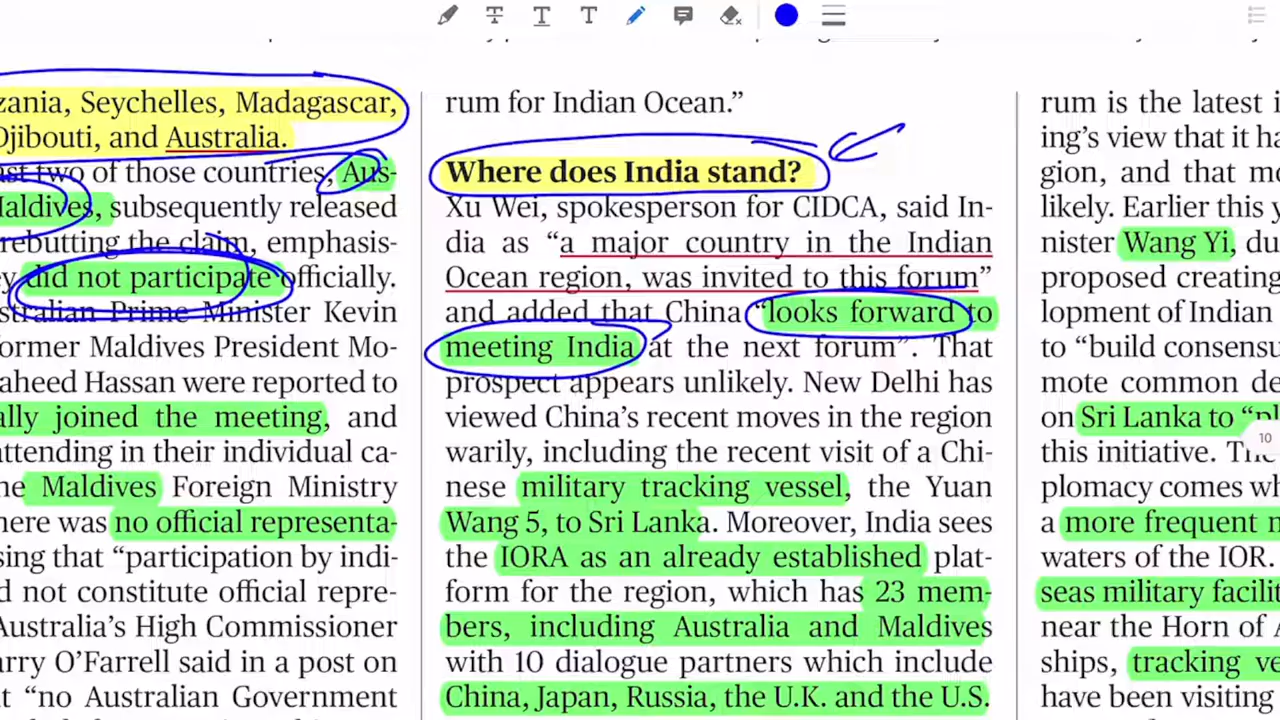 zania, Seychelles, Madagascar,
Djibouti, and Australia.
ast two of those countries, Aus-
Maldives, subsequently released
rebutting the claim, emphasis-
ey did not participate officially.
stralian Prime Minister Kevin
former Maldives President Mo-
aheed Hassan were reported to
ally joined the meeting, and
attending in their individual ca-
he Maldives Foreign Ministry
here was no official representa-
sing that “participation by indi-
d not constitute official repre-
Australia’s High Commissioner
arry O’Farrell said in a post on
at “no Australian Government
rum for Indian Ocean.”
Where does India stand?
Xu Wei, spokesperson for CIDCA, said In-
dia as “a major country in the Indian
Ocean region, was invited to this forum”
and added that China “looks forward to
meeting India at the next forum”. That
prospect appears unlikely. New Delhi has
viewed China’s recent moves in the region
warily, including the recent visit of a Chi-
nese military tracking vessel, the Yuan
Wang 5, to Sri Lanka. Moreover, India sees
the IORA as an already established plat-
form for the region, which has 23 mem-
bers, including Australia and Maldives
with 10 dialogue partners which include
China, Japan, Russia, the U.K. and the U.S.
rum is the latest i
ing’s view that it ha
gion, and that mo
likely. Earlier this y
nister Wang Yi, du
proposed creating
lopment of Indian
to “build consensu
mote common de
on Sri Lanka to “pl
this initiative. The
plomacy comes wh
a more frequent m
waters of the IOR.
seas military facilit
near the Horn of A
ships, tracking ve
have been visiting
10